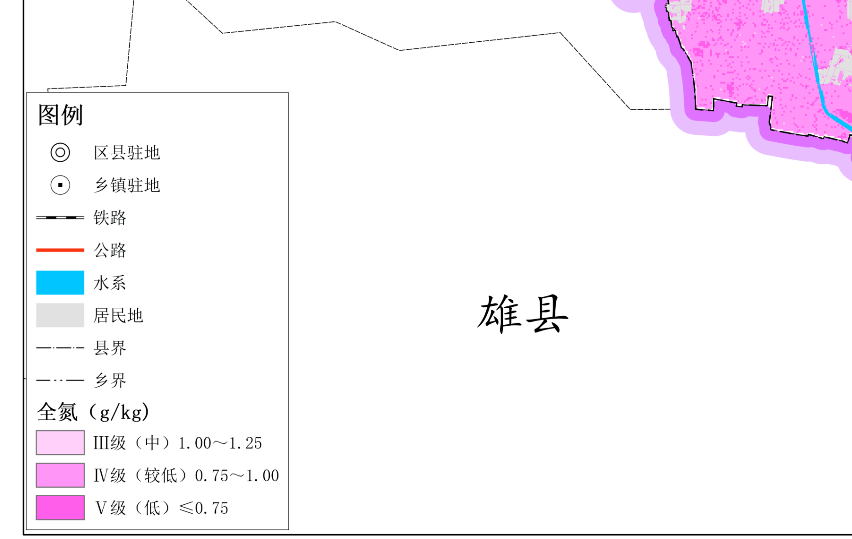 图例
区县驻地
乡镇驻地
铁路
公路
水系
居民地
县界
乡界
全氮（g/kg)
Ⅲ级（中）1.00～1.25
Ⅳ级（较低）0.75～1.00
Ⅴ级（低）≤0.75
雄县